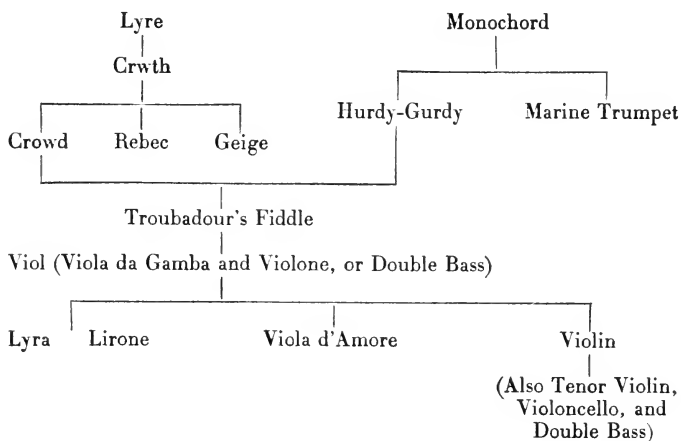 Lyre Monochord
Crwth
Hurdy-Gurdy Marine Trumpet
Crowd Rebec Geige
Troubadour's Fiddle
Viol (Viola da Gamba and Violone, or Double Bass)
Lyra Lirone Viola d'Amore Violin
(Also Tenor Violin,
Violoncello, and
Double Bass)